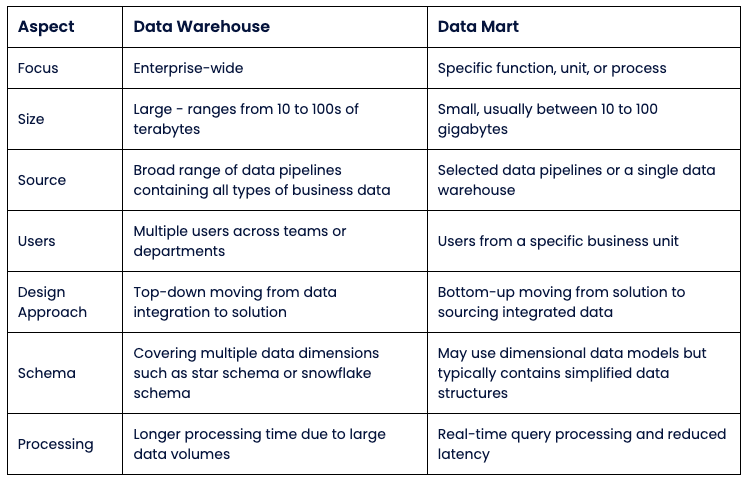 Aspect
Data Warehouse
Data Mart
Focus
Enterprise-wide
Specific function, unit, or process
Size
Large - ranges from 10 to 100s of
terabytes
Small, usually between 10 to 100
gigabytes
Source
Broad range of data pipelines
containing all types of business data
Selected data pipelines or a single data
warehouse
Users
Multiple users across teams or
departments
Users from a specific business unit
Design
Approach
Top-down moving from data
integration to solution
Bottom-up moving from solution to
sourcing integrated data
Schema
Covering multiple data dimensions
such as star schema or snowflake
schema
May use dimensional data models but
typically contains simplified data
structures
Processing
Longer processing time due to large
data volumes
Real-time query processing and reduced
latency